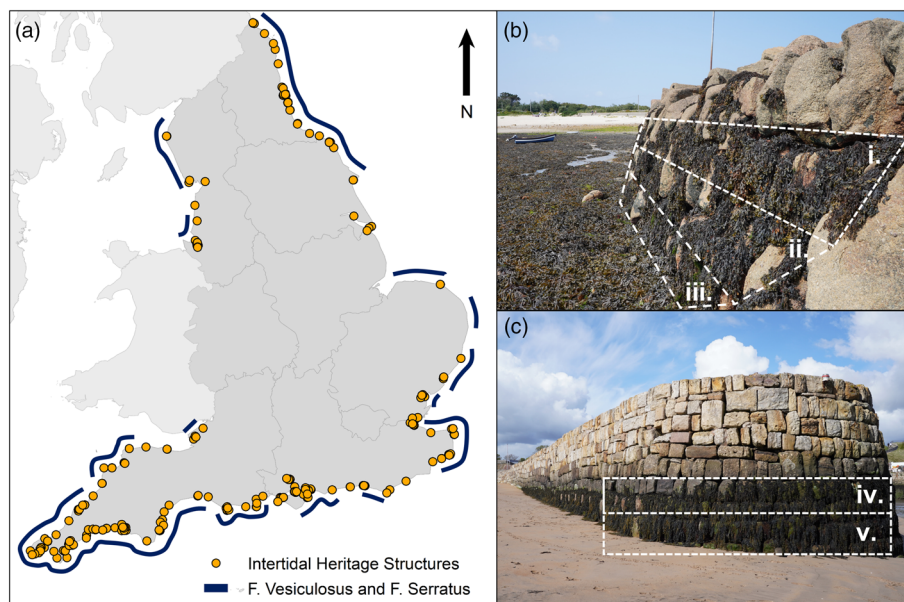 (a)
N
Intertidal Heritage Structures
F. Vesiculosus and F. Serratus
(b)
i.
ii.
iii.
(c)
iv.
v.